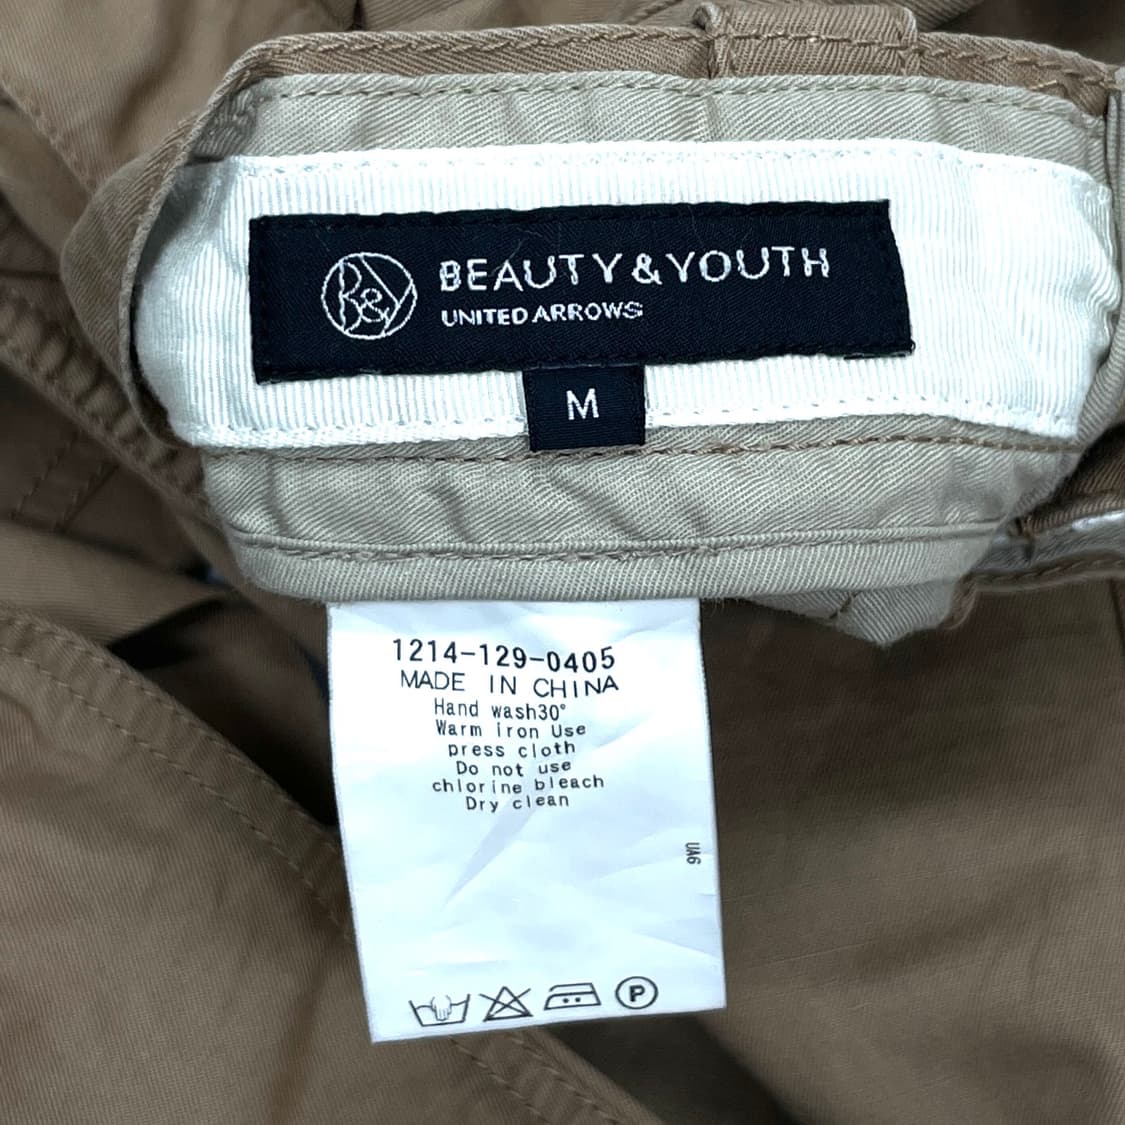 B&Y
BEAUTY&YOUTH
UNITED ARROWS
M
1214-129-0405
MADE IN CHINA
Hand wash30°
Warm iron Use
press cloth
Do not use
chlorine bleach
Dry clean
UA6
P